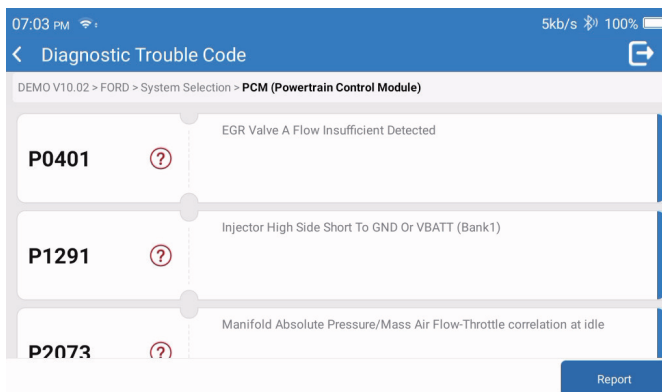 07:03 PM
5kb/s 100%
Diagnostic Trouble Code
DEMO V10.02 > FORD > System Selection > PCM (Powertrain Control Module)
EGR Valve A Flow Insufficient Detected
P0401 ?
Injector High Side Short To GND Or VBATT (Bank1)
P1291 ?
Manifold Absolute Pressure/Mass Air Flow-Throttle correlation at idle
P2073 ?
Report